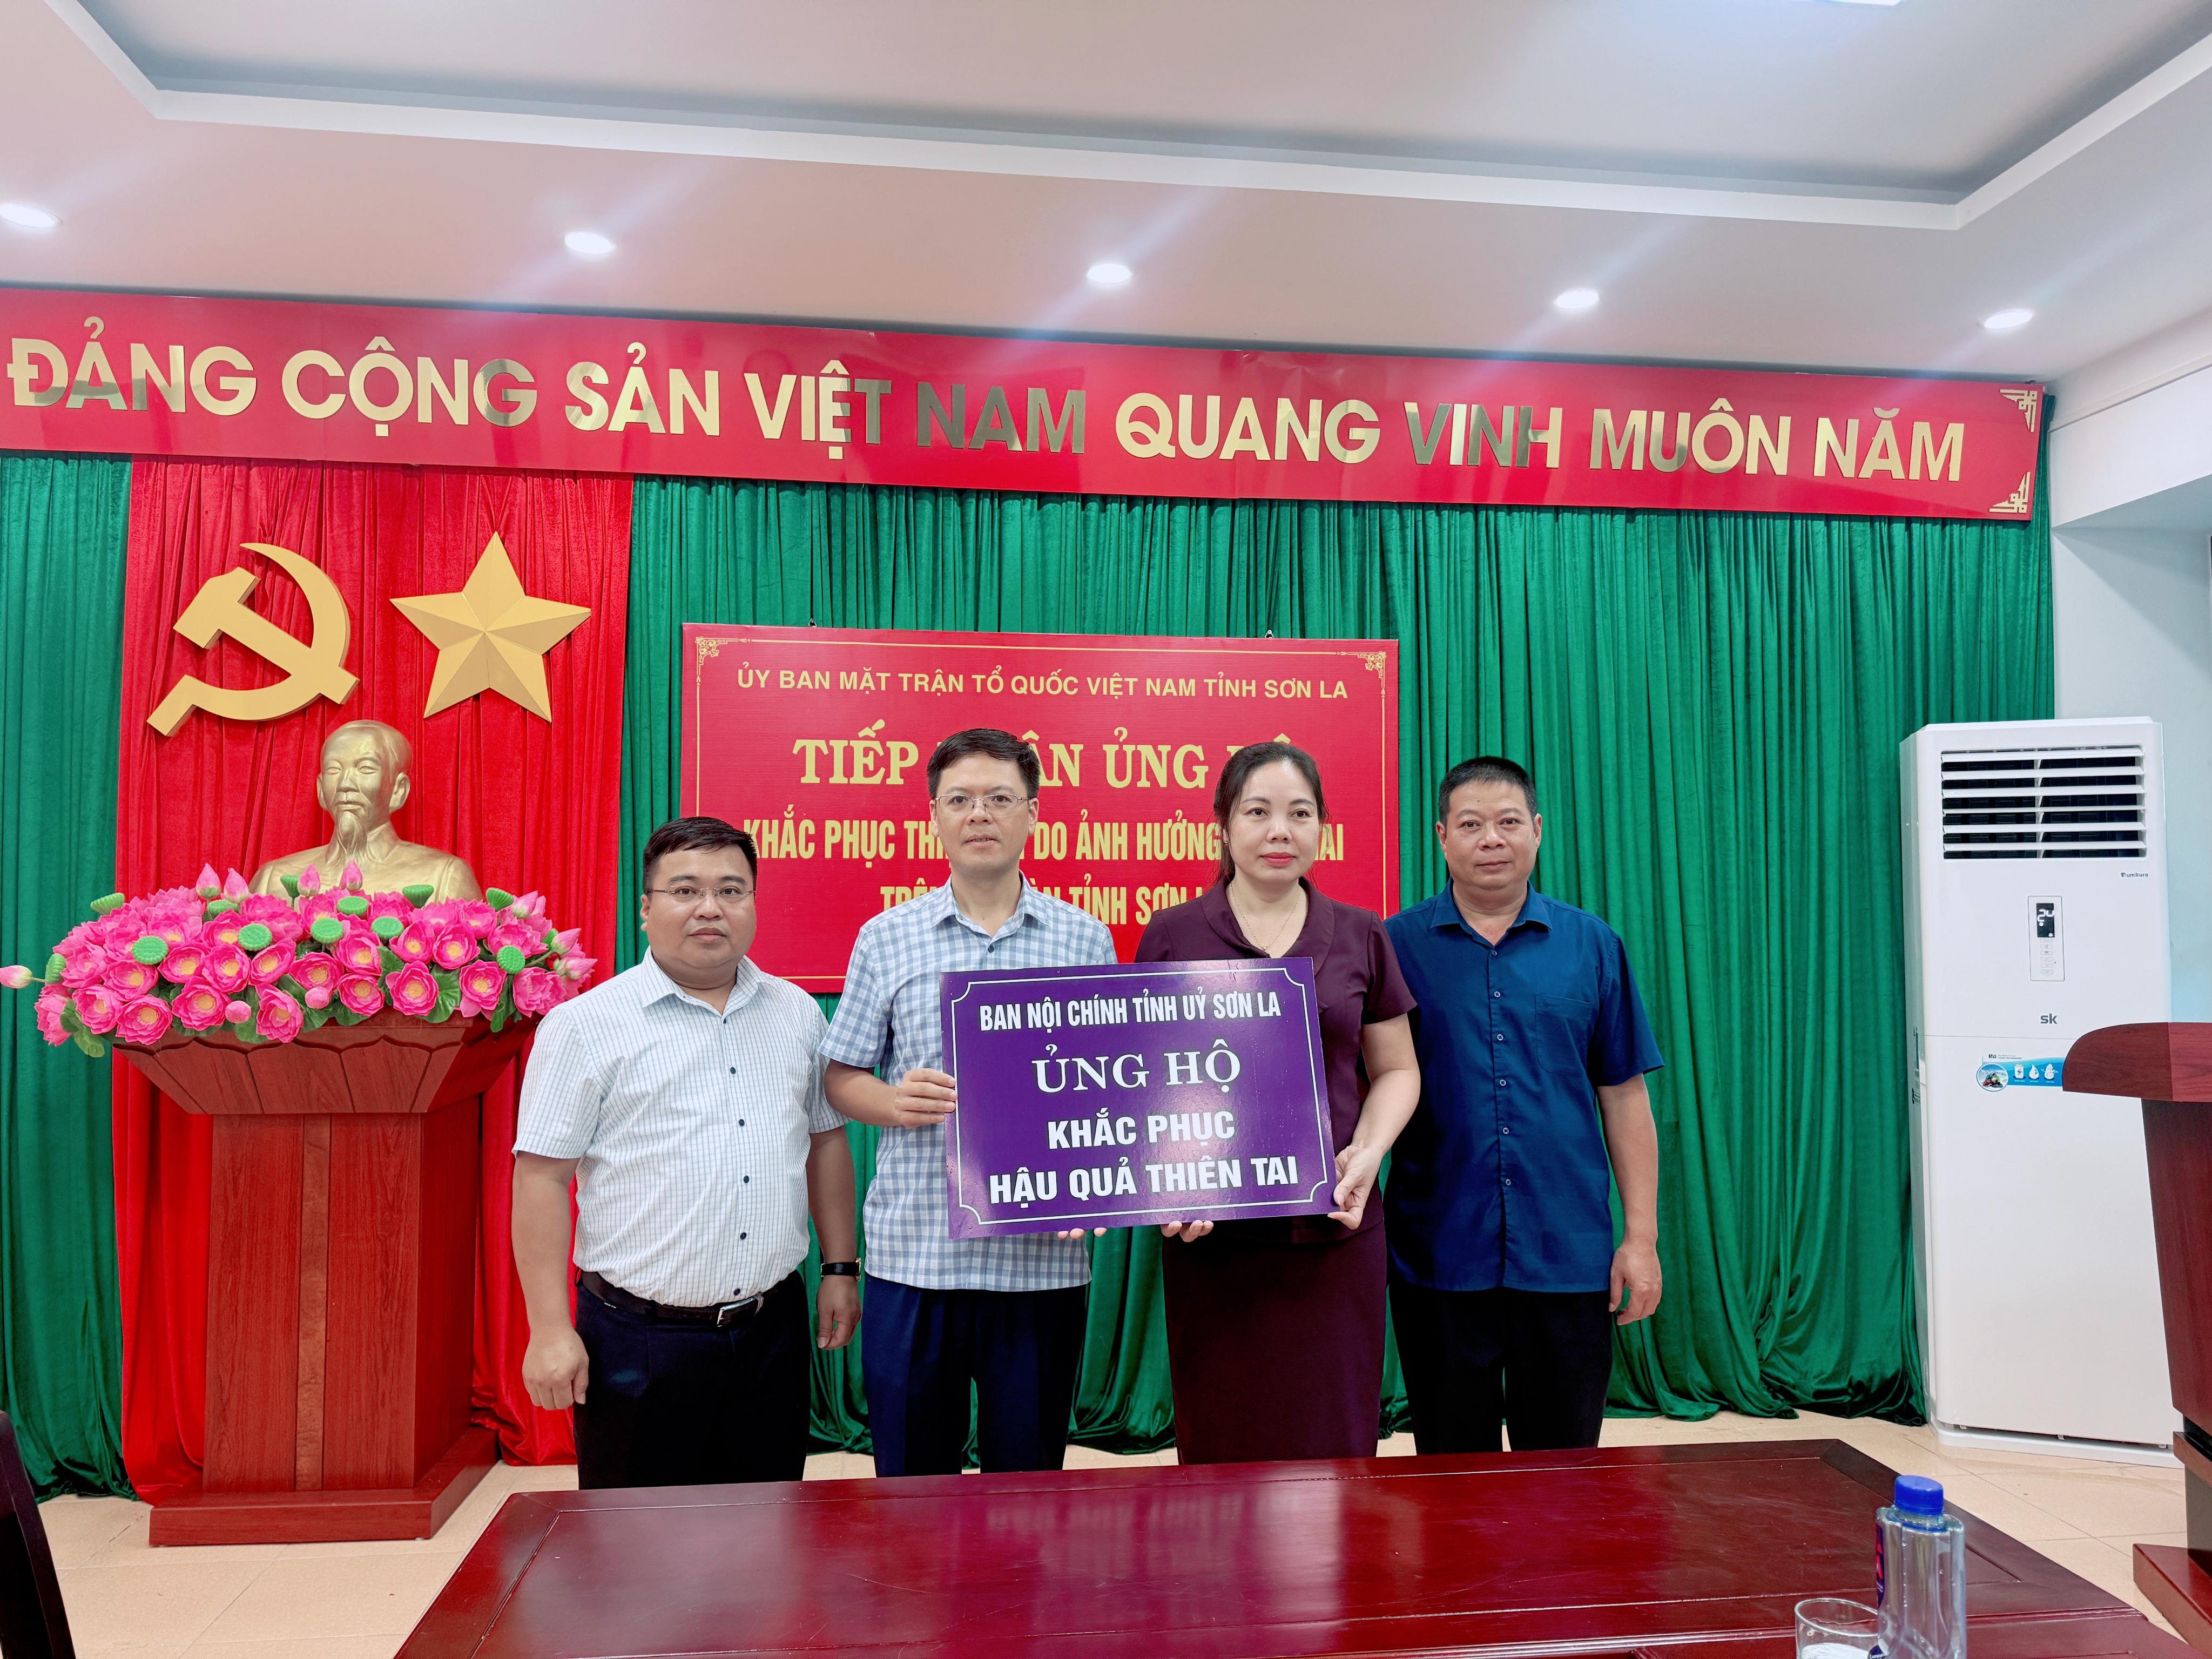 ĐẢNG CỘNG SẢN VIỆT NAM QUANG VINH MUÔN NĂM
ỦY BAN MẶT TRẬN TỔ QUỐC VIỆT NAM TỈNH SƠN LA
TIẾP ỦNG
KHẮC PHỤC DO ẢNH HƯỞNG
TỈNH SƠN
BAN NỘI CHÍNH TỈNH UỶ SƠN LA
ỦNG HỘ
KHẮC PHỤC
HẬU QUẢ THIÊN TAI
sk